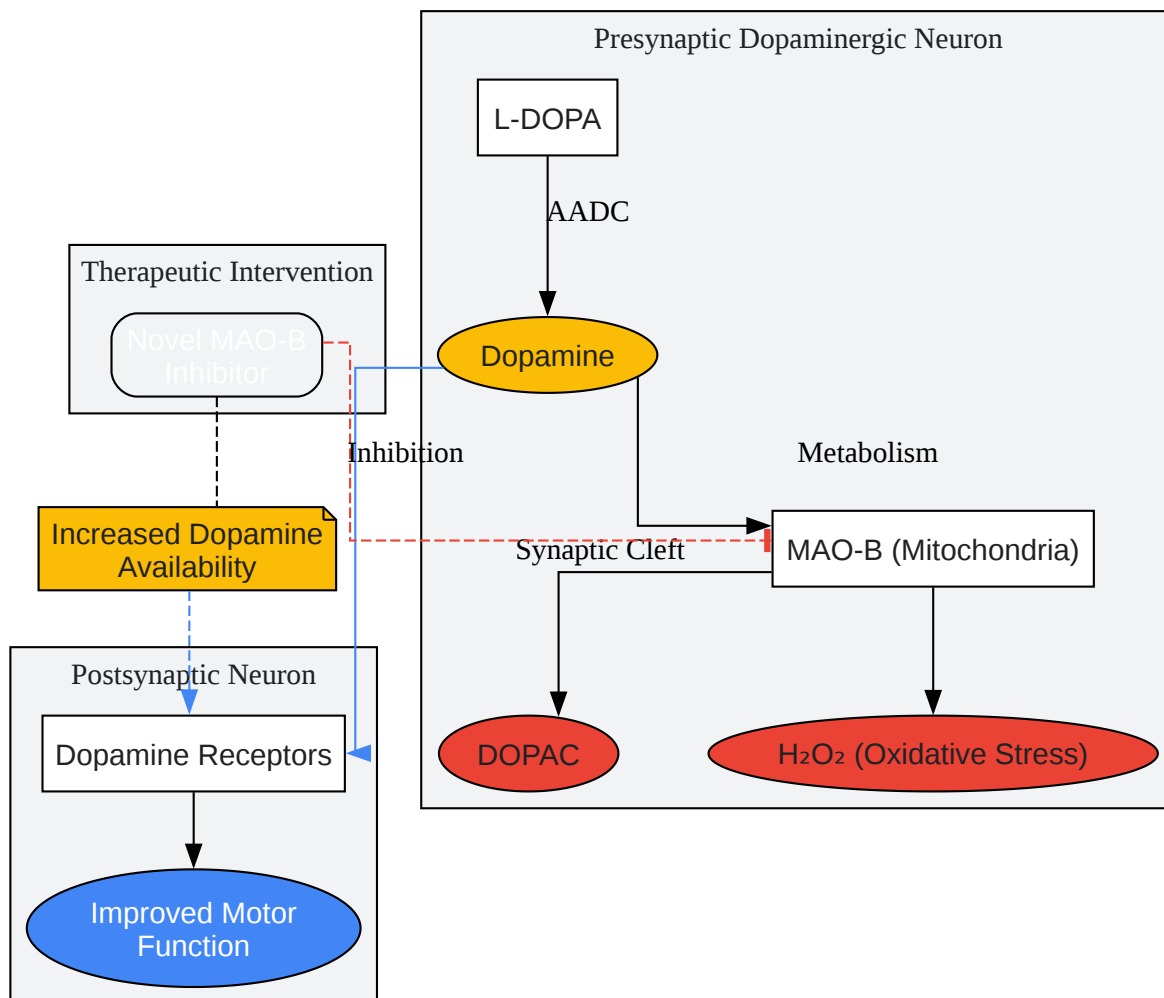 Presynaptic Dopaminergic Neuron
L-DOPA
AADC
Therapeutic Intervention
Novel MAO-B
Inhibitor
Dopamine
Inhibition
Metabolism
Increased Dopamine
Availability
Synaptic Cleft
MAO-B (Mitochondria)
Postsynaptic Neuron
Dopamine Receptors
DOPAC
H₂O₂ (Oxidative Stress)
Improved Motor
Function